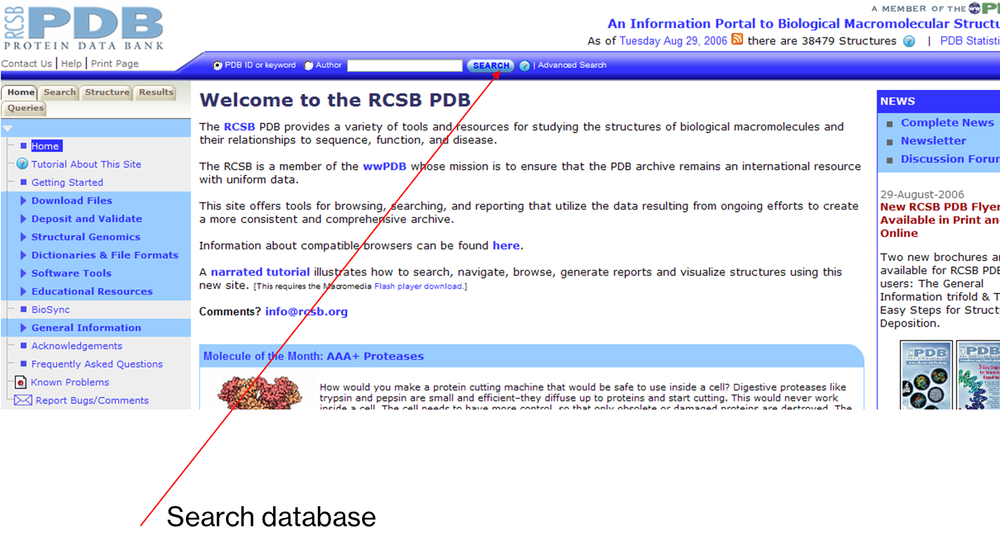 RCSB
PDB
PROTEIN DATA BANK
A MEMBER OF THE
An Information Portal to Biological Macromolecular
As of Tuesday Aug 29, 2006 there are 38479 Structures ? | PDB
Contact Us | Help | Print Page
PDB ID or keyword Author SEARCH ? | Advanced Search
Home Search Structure Results
Queries
Home
? Tutorial About This Site
Getting Started
Download Files
Deposit and Validate
Structural Genomics
Dictionaries & File Formats
Software Tools
Educational Resources
BioSync
General Information
Acknowledgements
Frequently Asked Questions
Known Problems
Report Bugs/Comments
Welcome to the RCSB PDB
The RCSB PDB provides a variety of tools and resources for studying the structures of biological macromolecules and
their relationships to sequence, function, and disease.
The RCSB is a member of the wwPDB whose mission is to ensure that the PDB archive remains an international resource
with uniform data.
This site offers tools for browsing, searching, and reporting that utilize the data resulting from ongoing efforts to create
a more consistent and comprehensive archive.
Information about compatible browsers can be found here.
A narrated tutorial illustrates how to search, navigate, browse, generate reports and visualize structures using this
new site. [This requires the Macromedia Flash player download.]
Comments? info@rcsb.org
Molecule of the Month: AAA+ Proteases
How would you make a protein cutting machine that would be safe to use inside a cell? Digestive proteases like
trypsin and pepsin are small and efficient–they diffuse up to proteins and start cutting. This would never work
inside a cell. The cell needs to have more control, so that only obsolete or damaged proteins are destroyed. The
NEWS
Complete News
Newsletter
Discussion
29-August-2006
New RCSB PDB Flyer
Available in Print
Online
Two new brochures
available for RCSB PDB
users: The General
Information trifold &
Easy Steps for
Deposition.
PDB
PDB
Search database